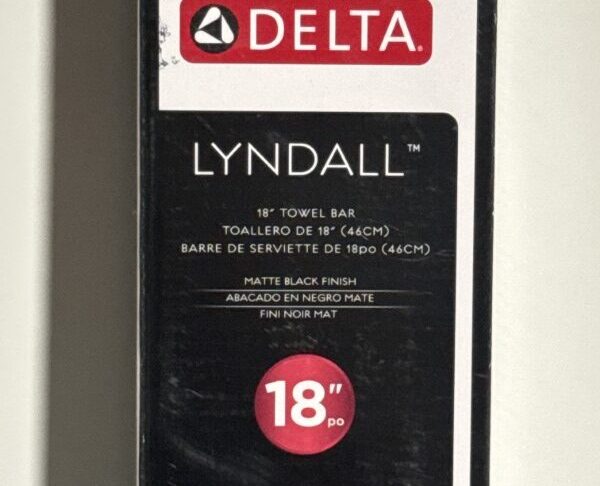 DELTA®
LYNDALL™
18" TOWEL BAR
TOALLERO DE 18" (46CM)
BARRE DE SERVIETTE DE 18po (46CM)
MATTE BLACK FINISH
ABACADO EN NEGRO MATE
FINI NOIR MAT
18" po